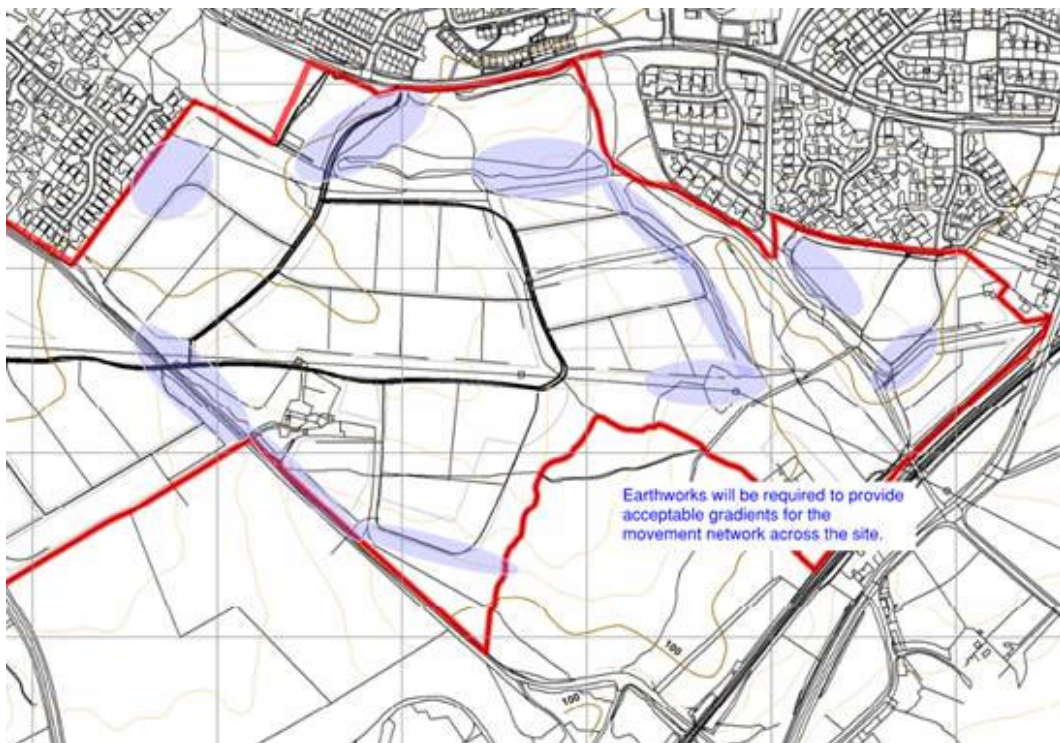 Earthworks will be required to provide
acceptable gradients for the
movement network across the site.
100
100